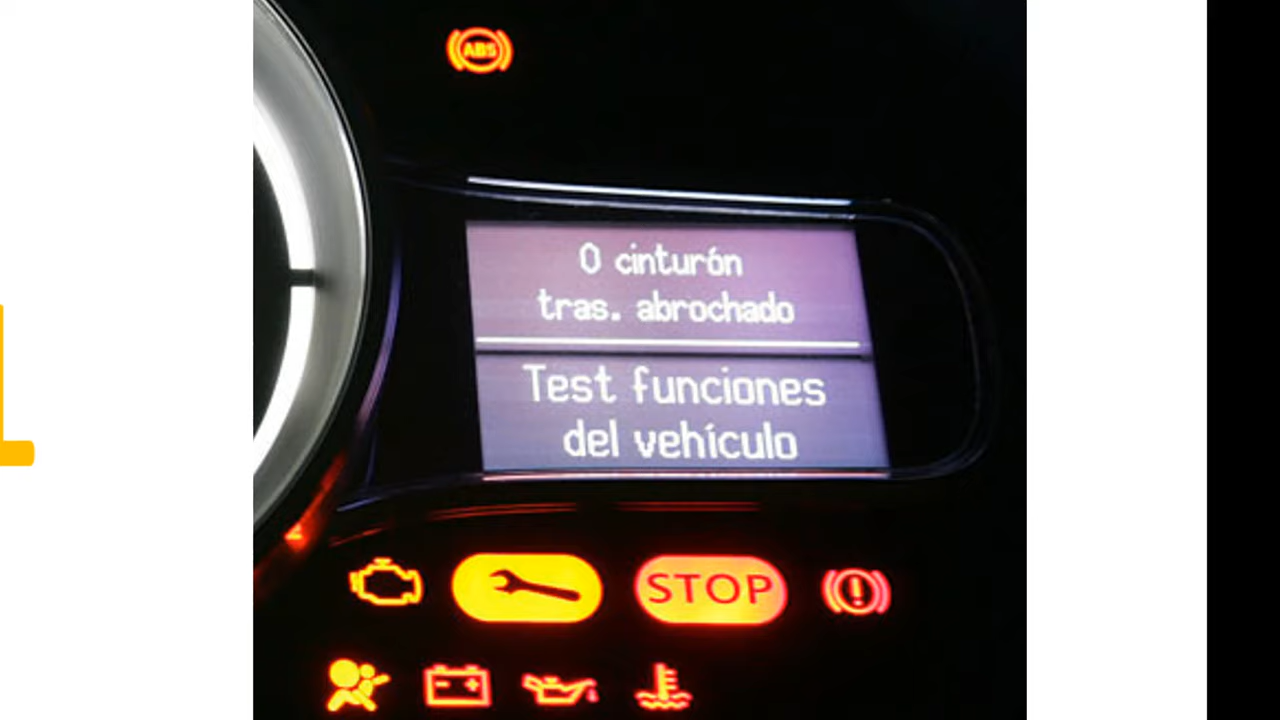 ABS
0 cinturón
tras. abrochado
Test funciones
del vehículo
STOP